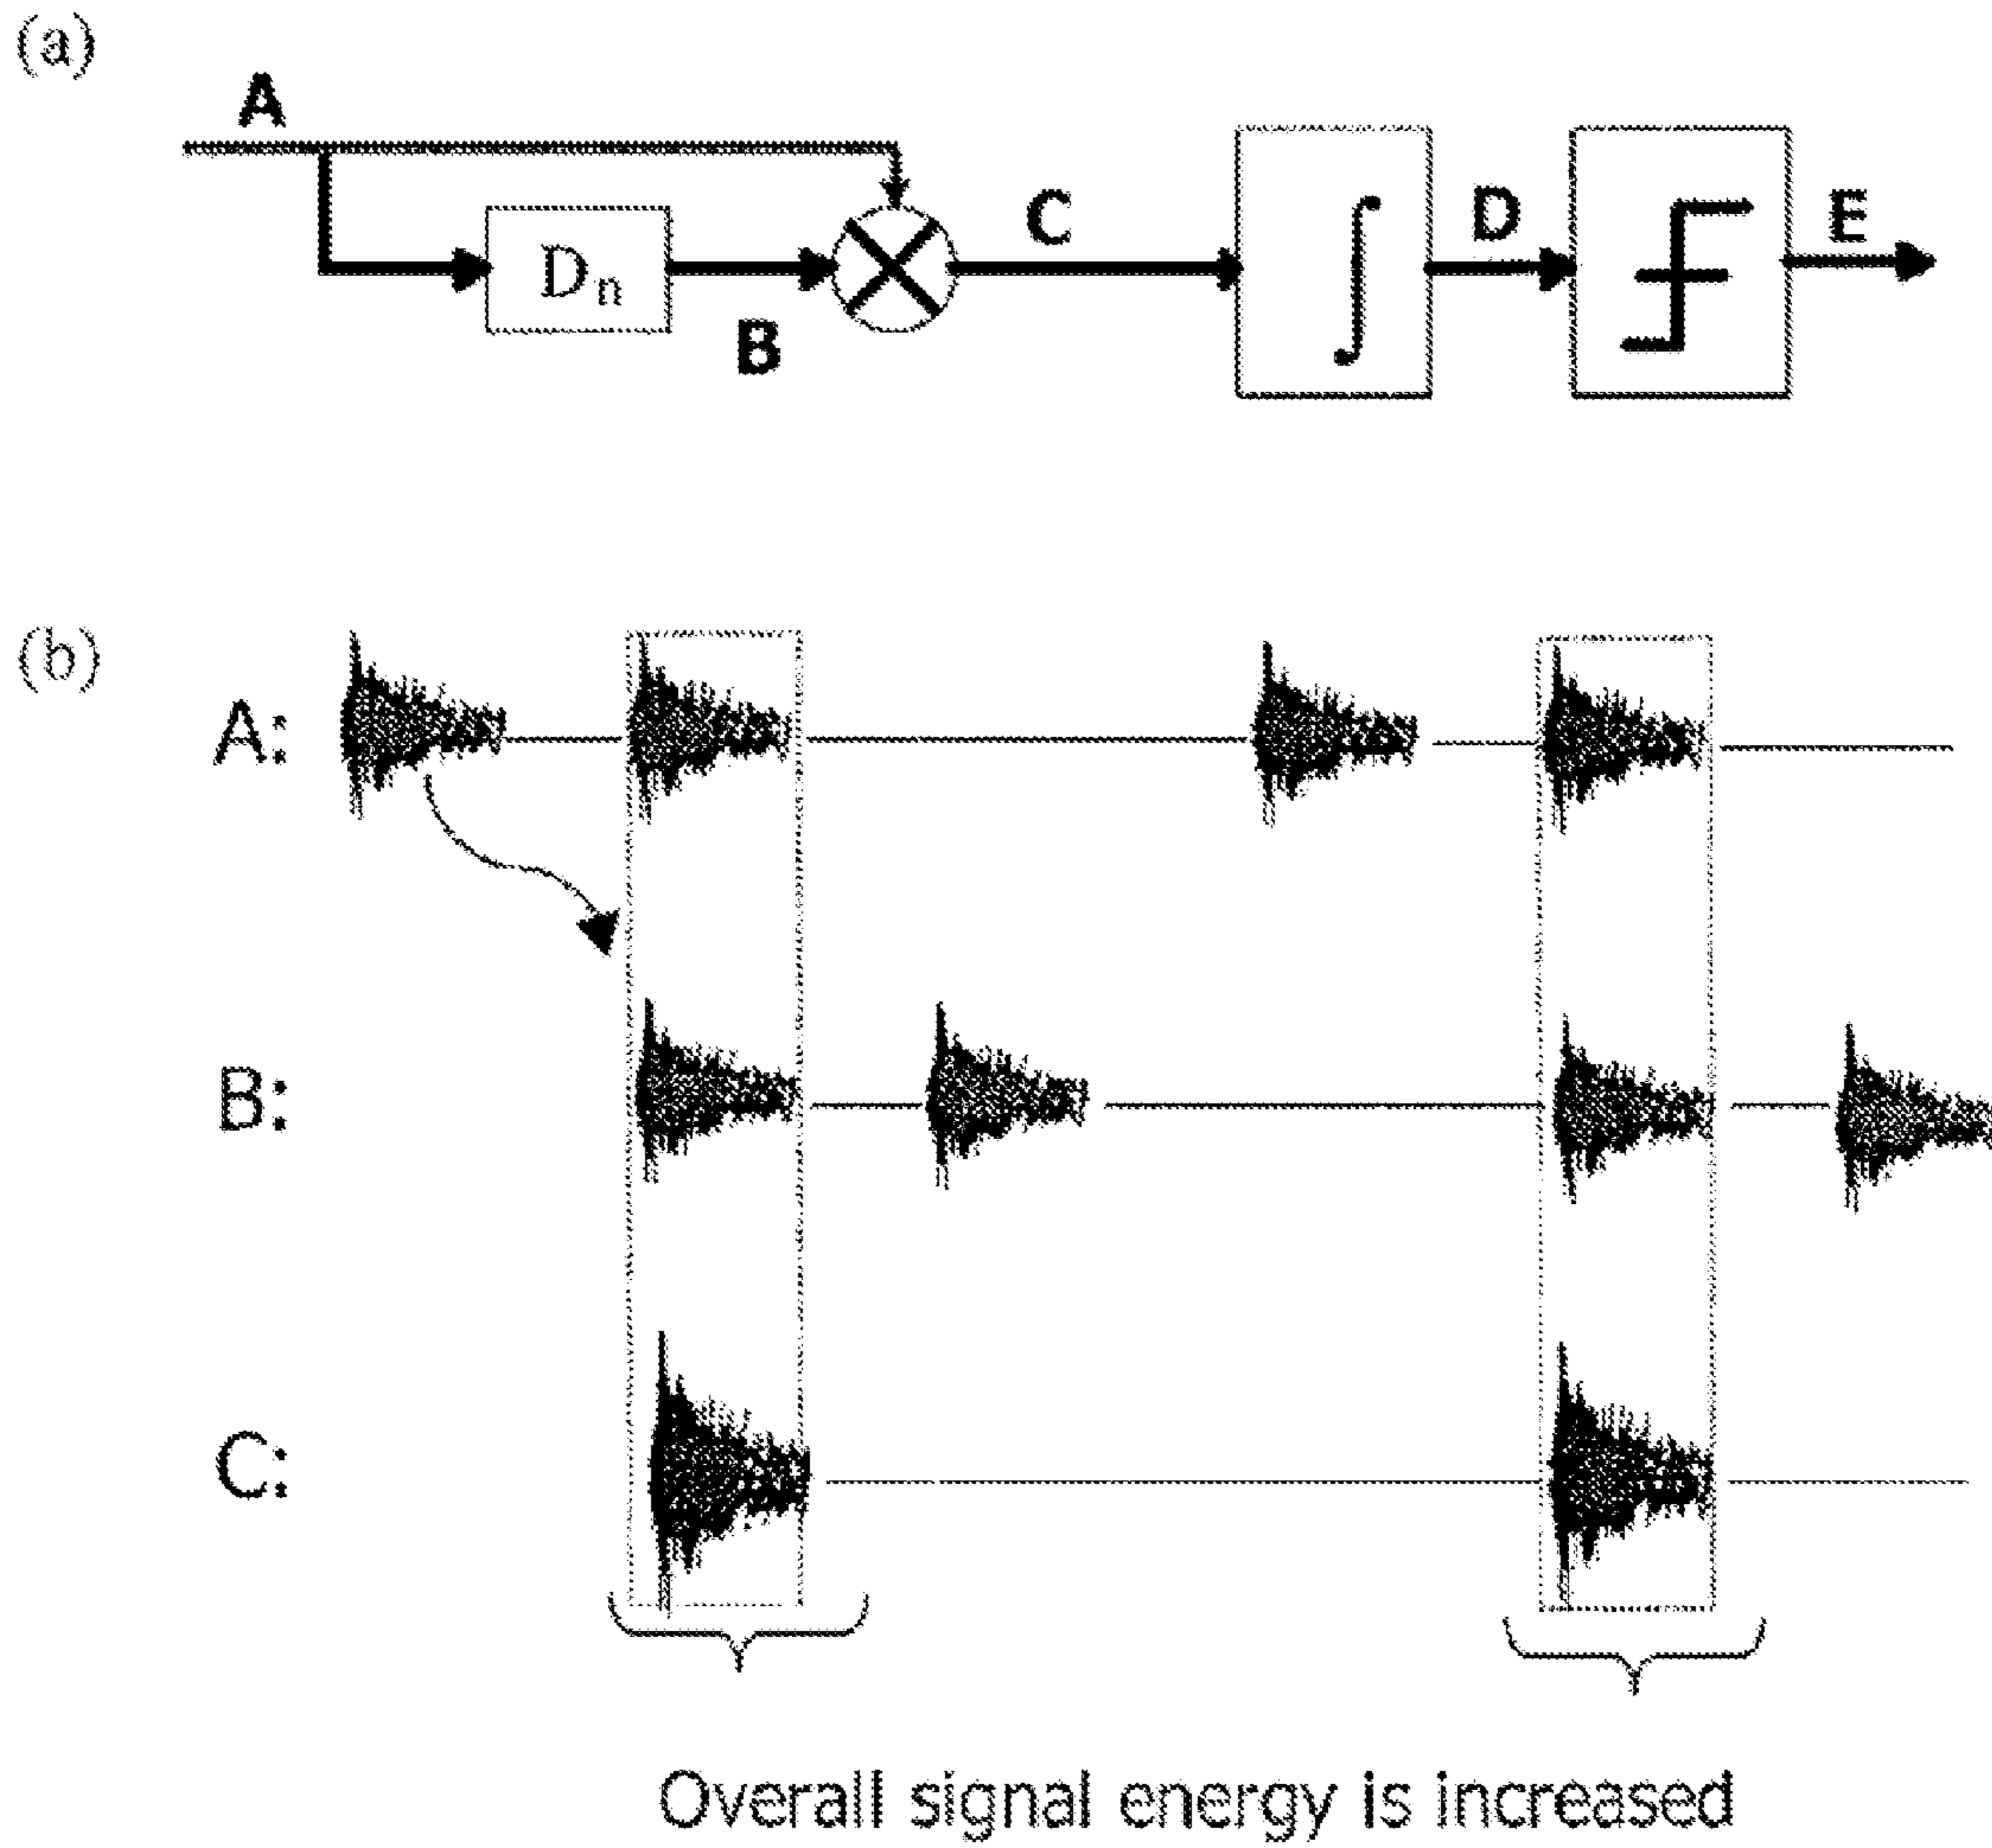 (a)
A
C
D
E
Dₙ
B
∫
(b)
A:
B:
C:
Overall signal energy is increased